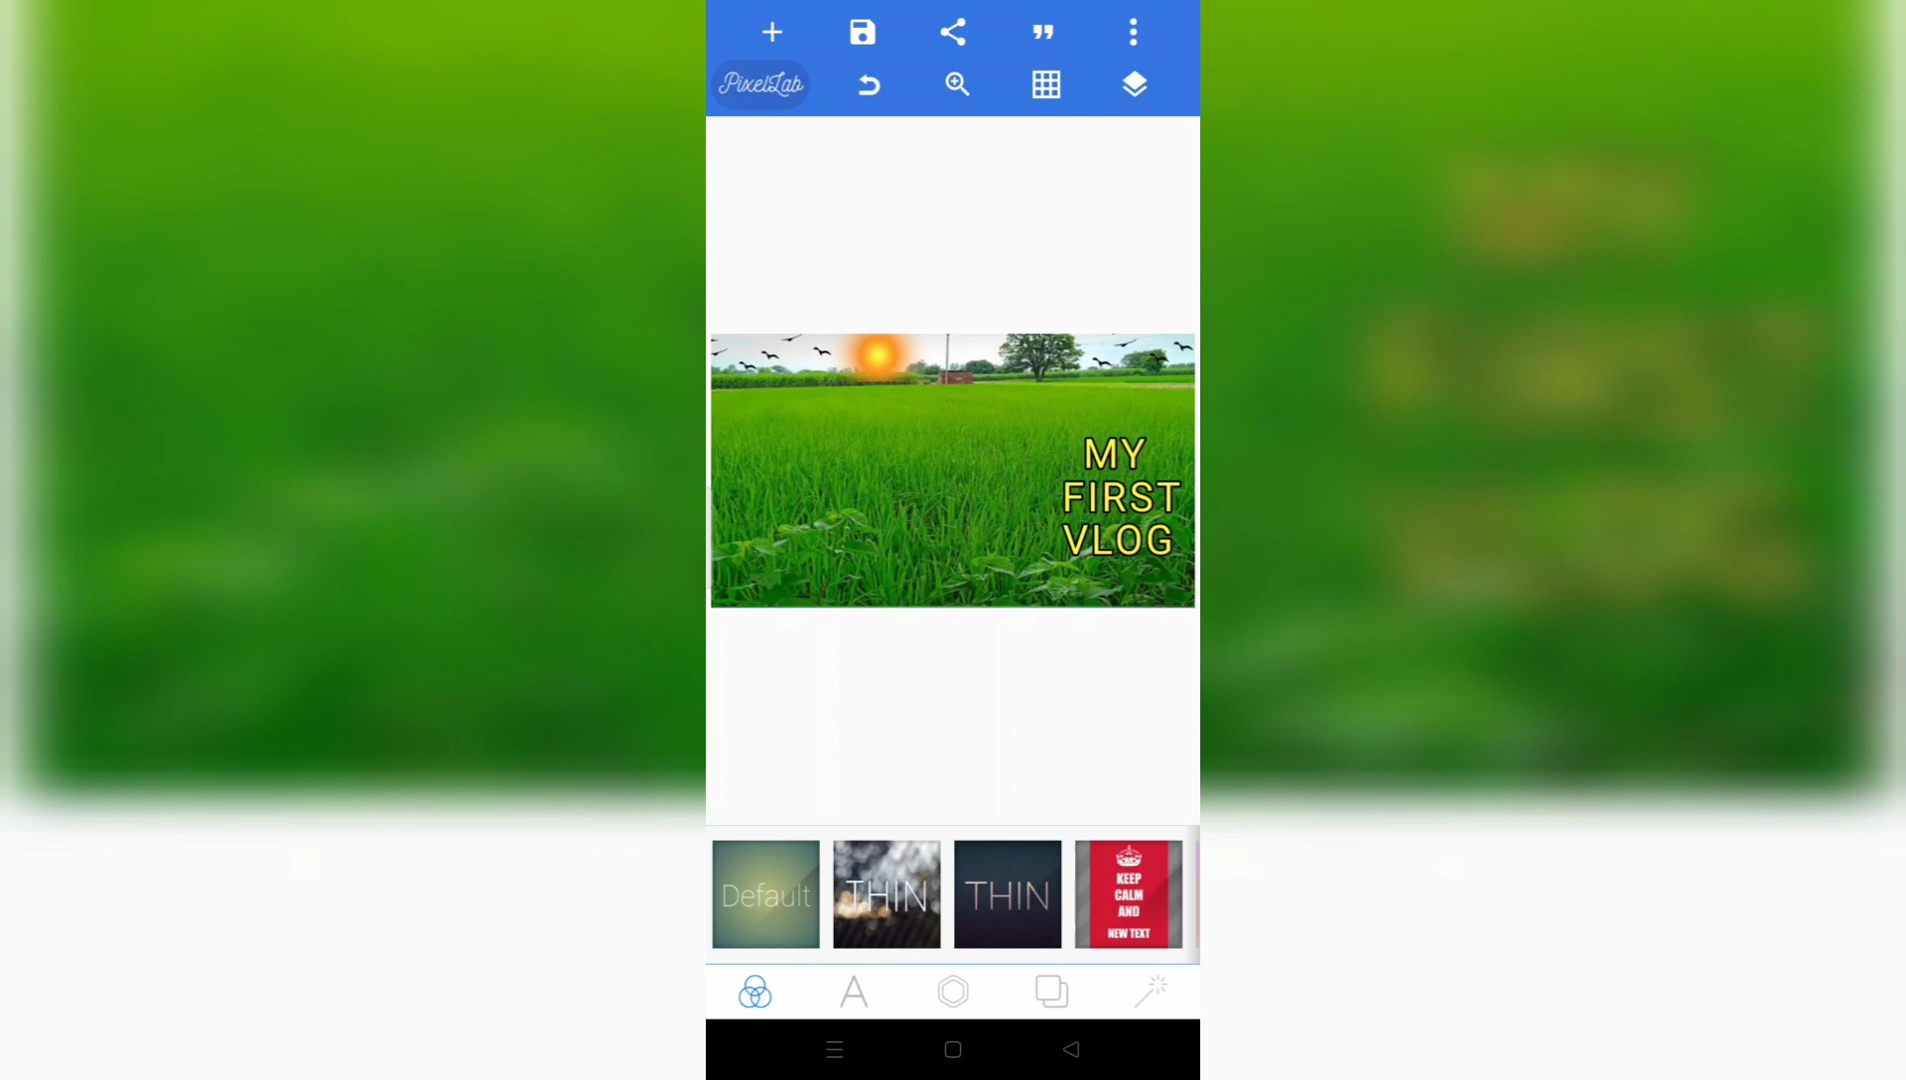 PixelLab
MY
FIRST
VLOG
Default
THIN
THIN
KEEP
CALM
AND
NEW TEXT